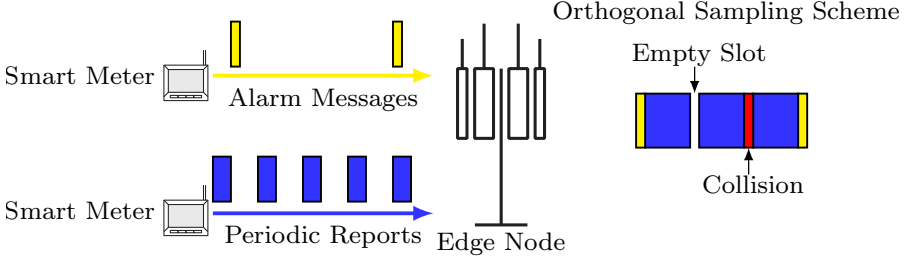 Orthogonal Sampling Scheme
Smart Meter
Alarm Messages
Empty Slot
Collision
Smart Meter
Periodic Reports
Edge Node